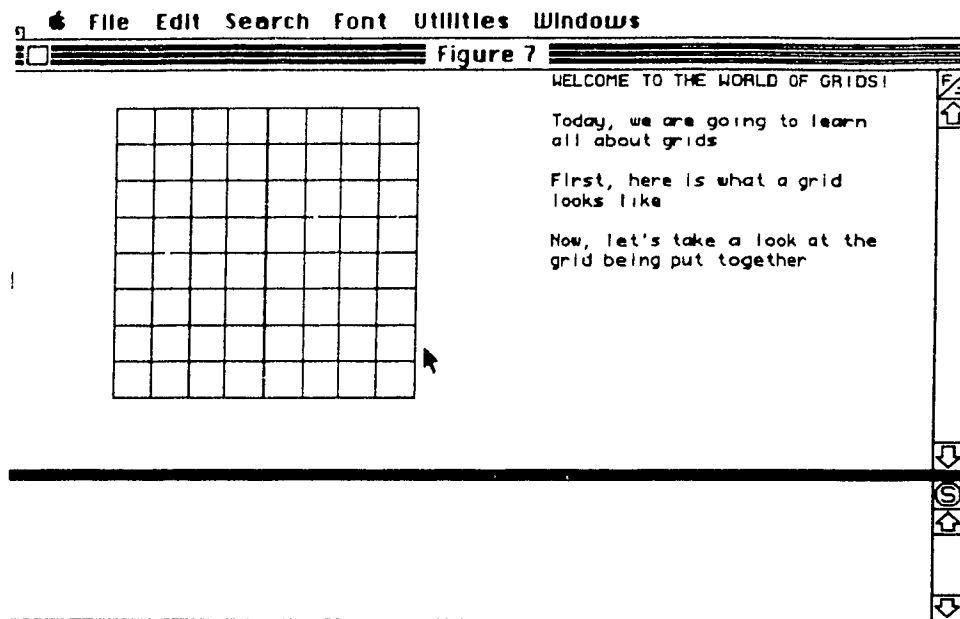 File Edit Search Font Utilities Windows
Figure 7
WELCOME TO THE WORLD OF GRIDS!
Today, we are going to learn
all about grids
First, here is what a grid
looks like
Now, let's take a look at the
grid being put together
S